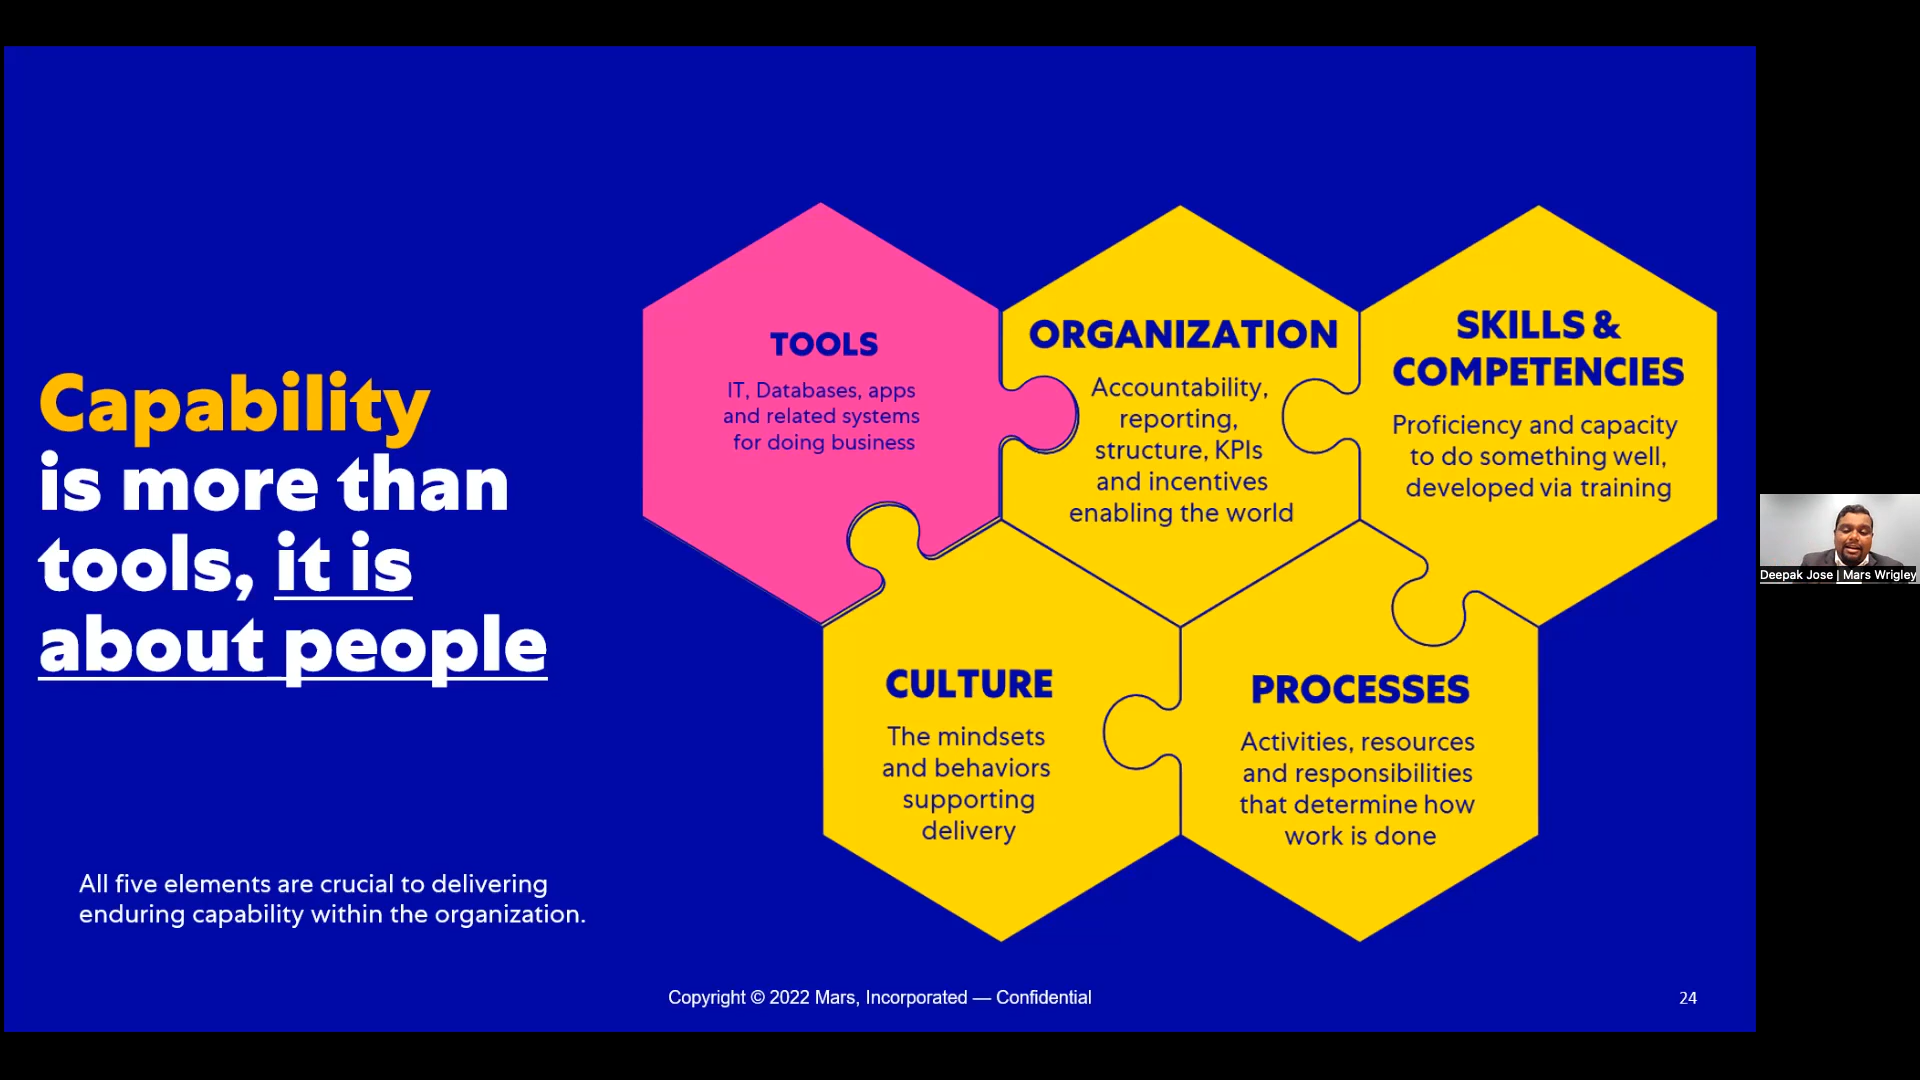 Capability
is more than
tools, it is
about people
All five elements are crucial to delivering
enduring capability within the organization.
TOOLS
IT, Databases, apps
and related systems
for doing business
ORGANIZATION
Accountability,
reporting,
structure, KPIs
and incentives
enabling the world
SKILLS &
COMPETENCIES
Proficiency and capacity
to do something well,
developed via training
CULTURE
The mindsets
and behaviors
supporting
delivery
PROCESSES
Activities, resources
and responsibilities
that determine how
work is done
Copyright © 2022 Mars, Incorporated — Confidential
24
Deepak Jose | Mars Wrigley